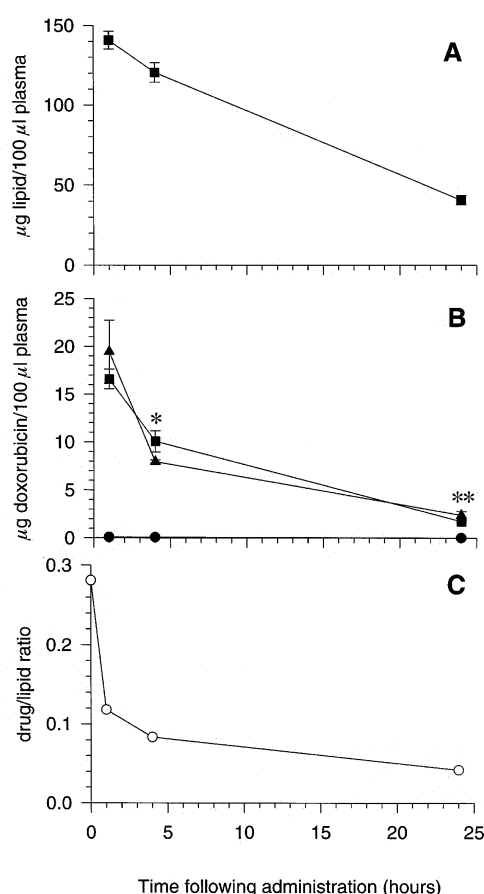 150
A
100
50
0
µg lipid/100 µl plasma
25
B
20
15
10
5
0
*
**
µg doxorubicin/100 µl plasma
0.3
C
0.2
0.1
0.0
drug/lipid ratio
0 5 10 15 20 25
Time following administration (hours)